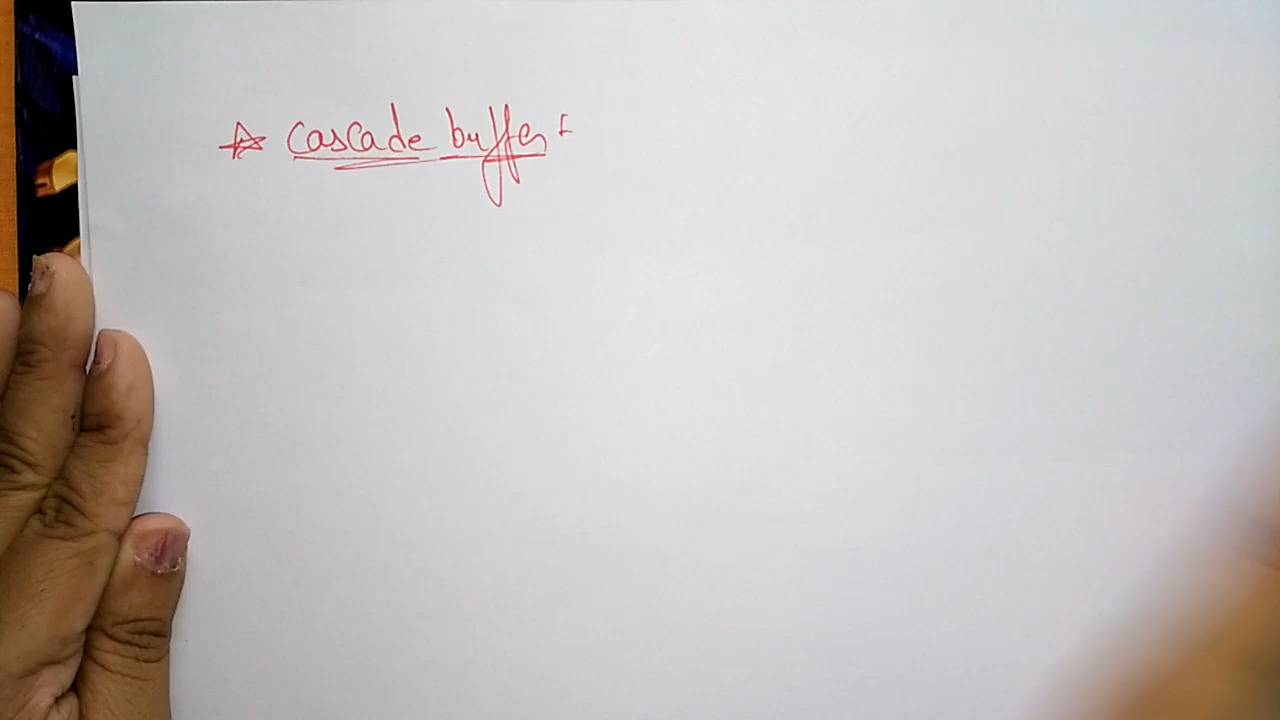 ☆ cascade buffer :-